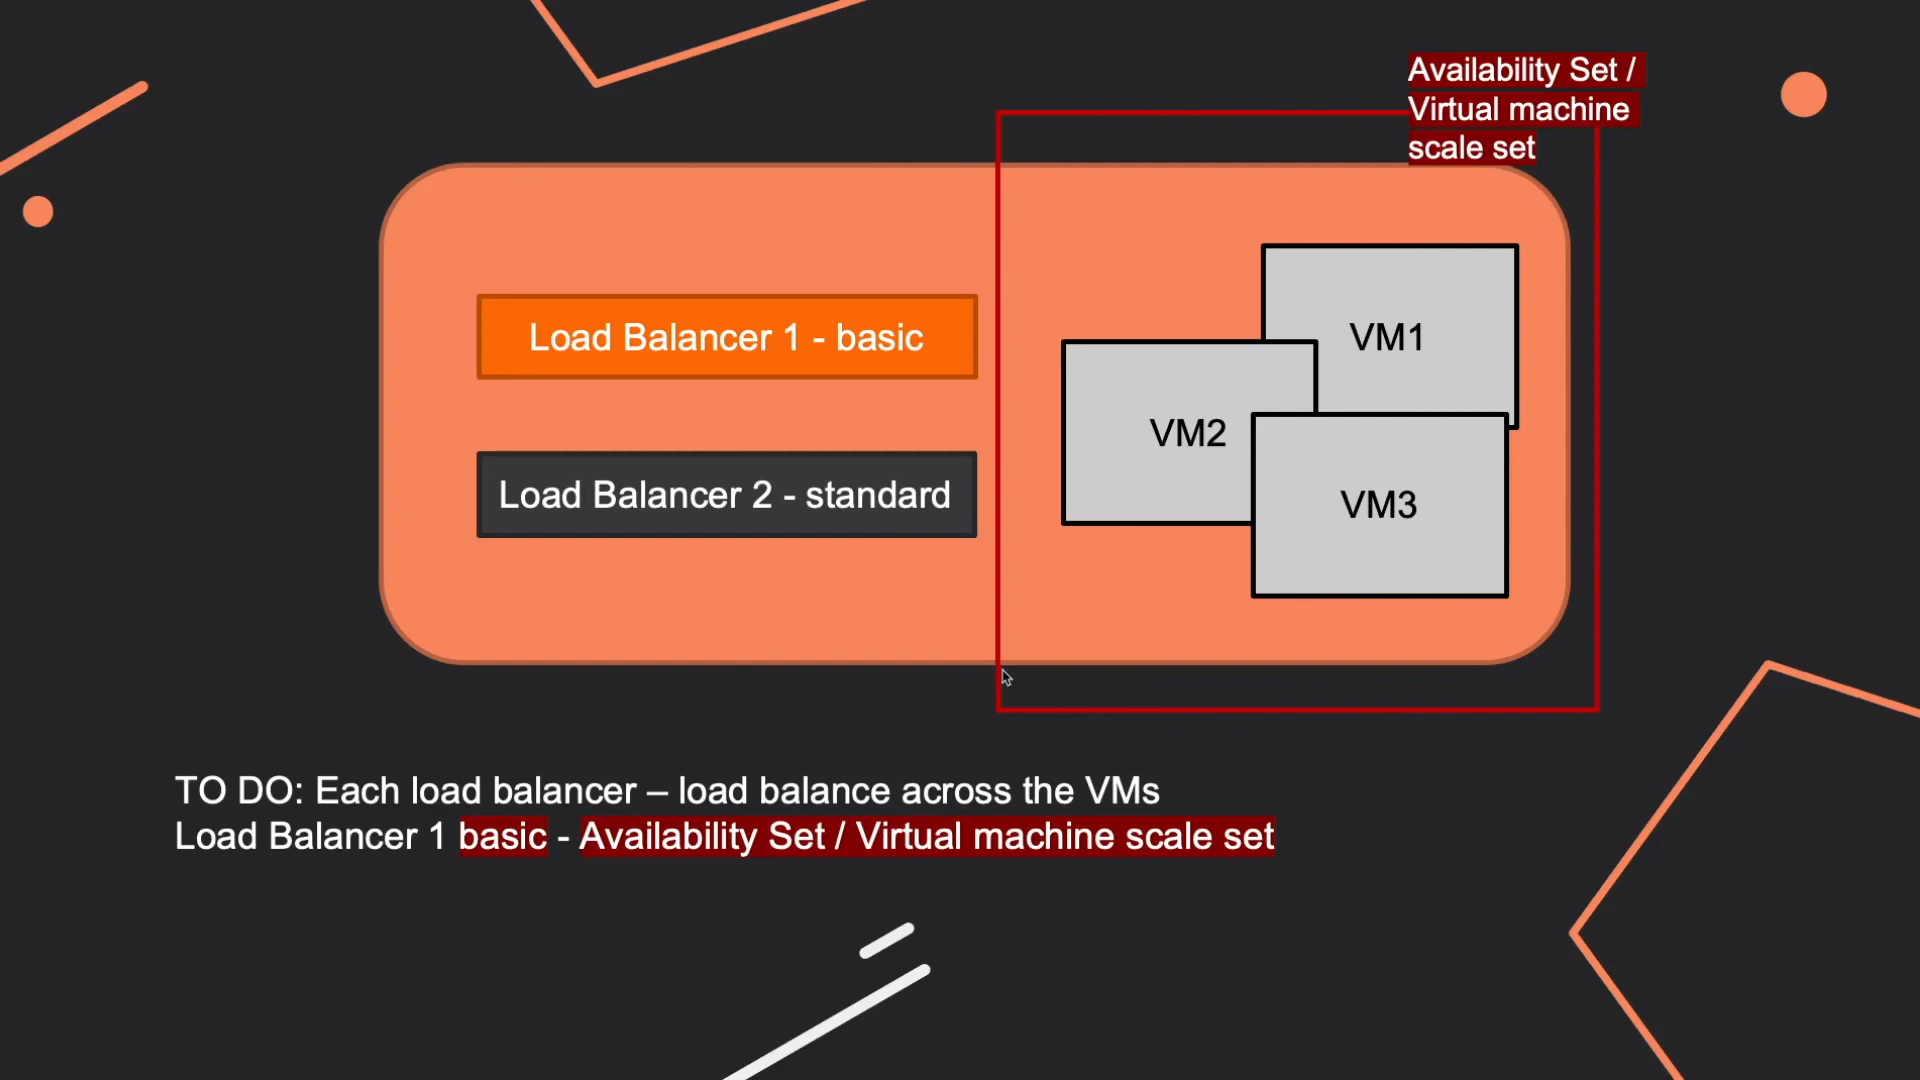 Availability Set /
Virtual machine
scale set
Load Balancer 1 - basic
VM1
VM2
Load Balancer 2 - standard
VM3
TO DO: Each load balancer – load balance across the VMs
Load Balancer 1 basic - Availability Set / Virtual machine scale set